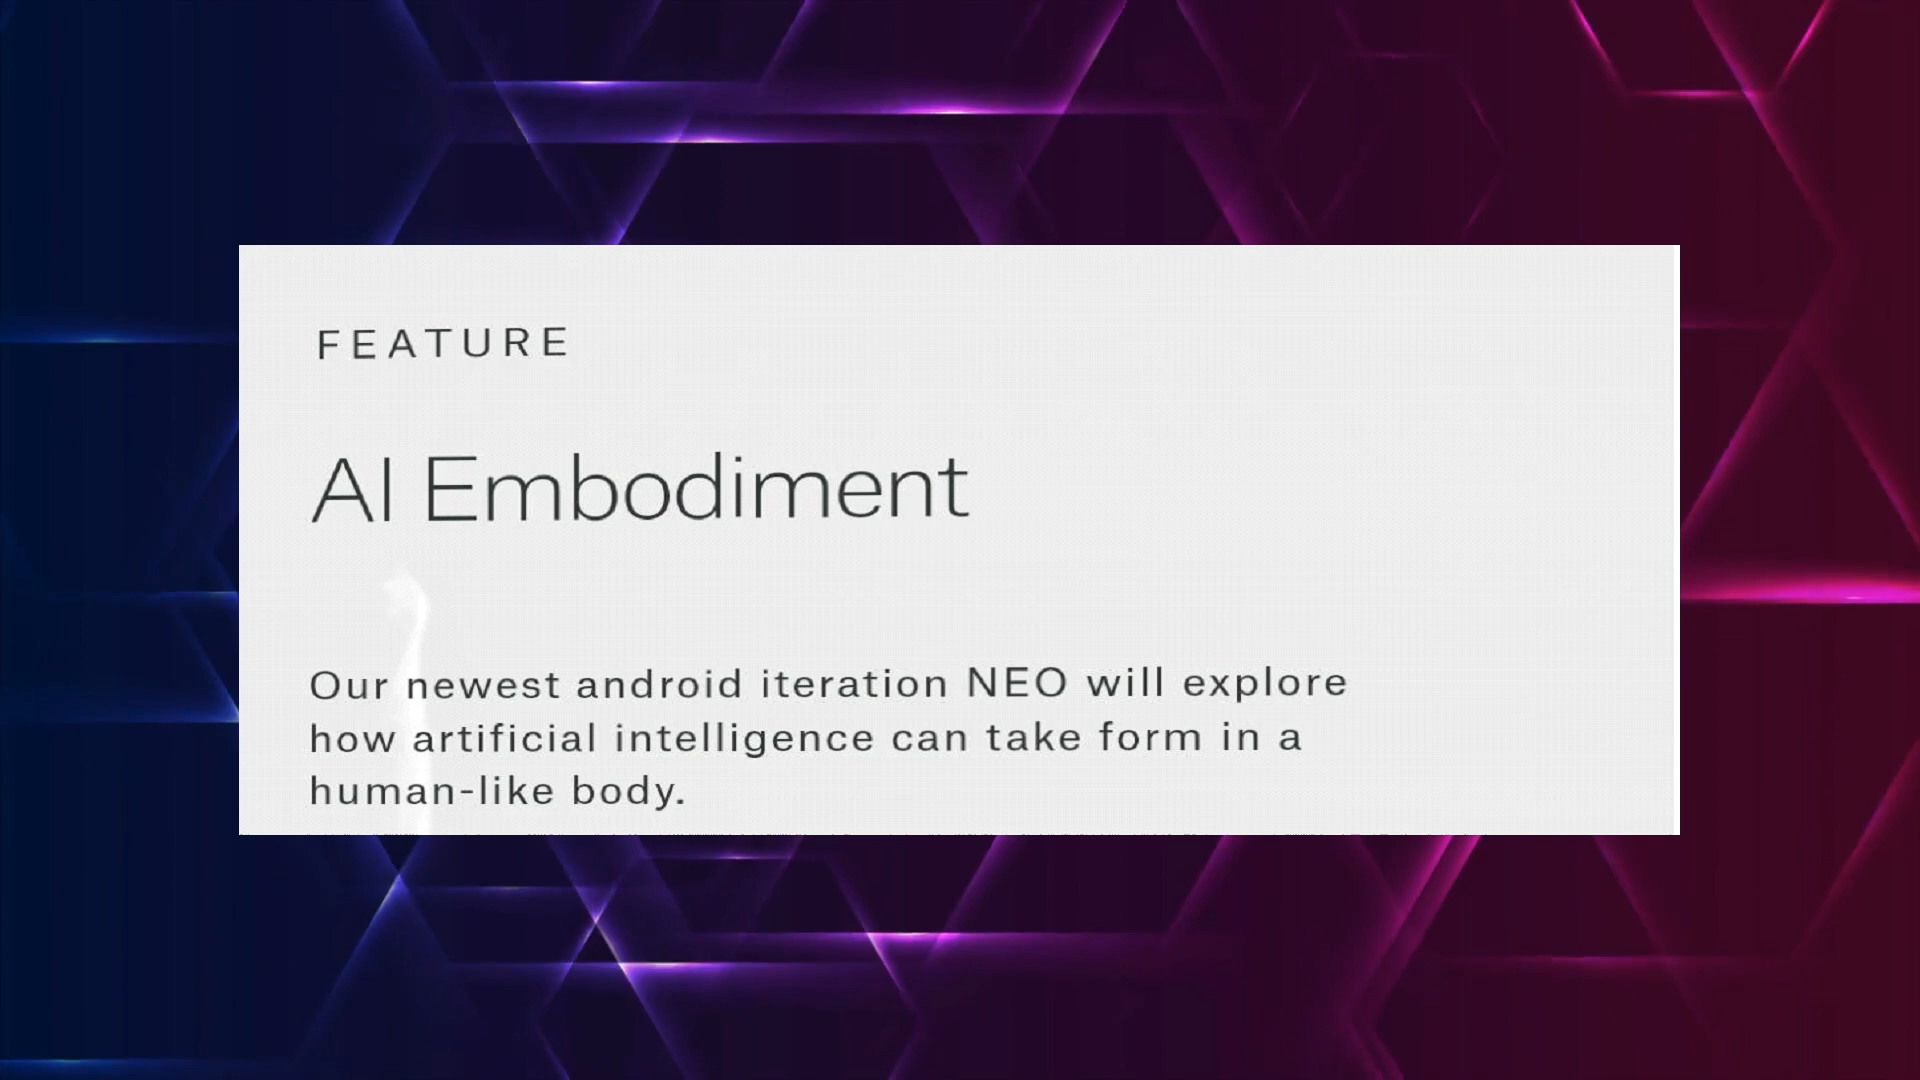 FEATURE
AI Embodiment
Our newest android iteration NEO will explore
how artificial intelligence can take form in a
human-like body.